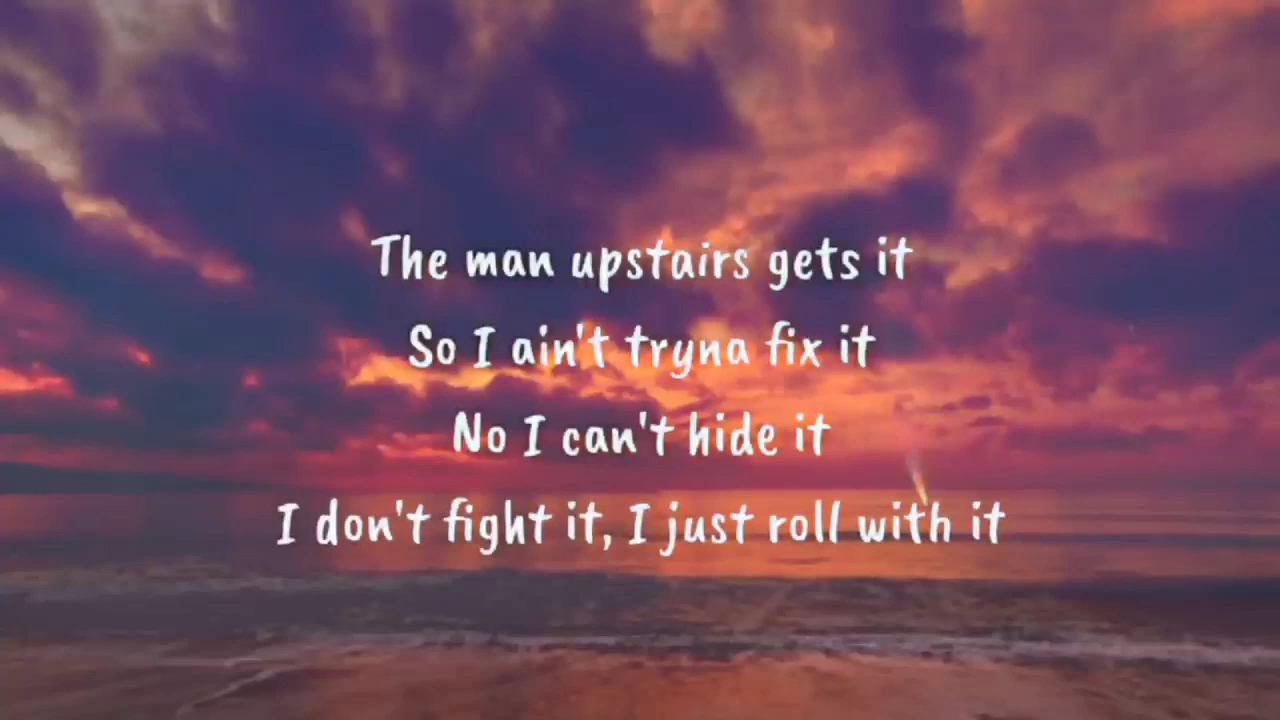 The man upstairs gets it
So I ain't tryna fix it
No I can't hide it
I don't fight it, I just roll with it